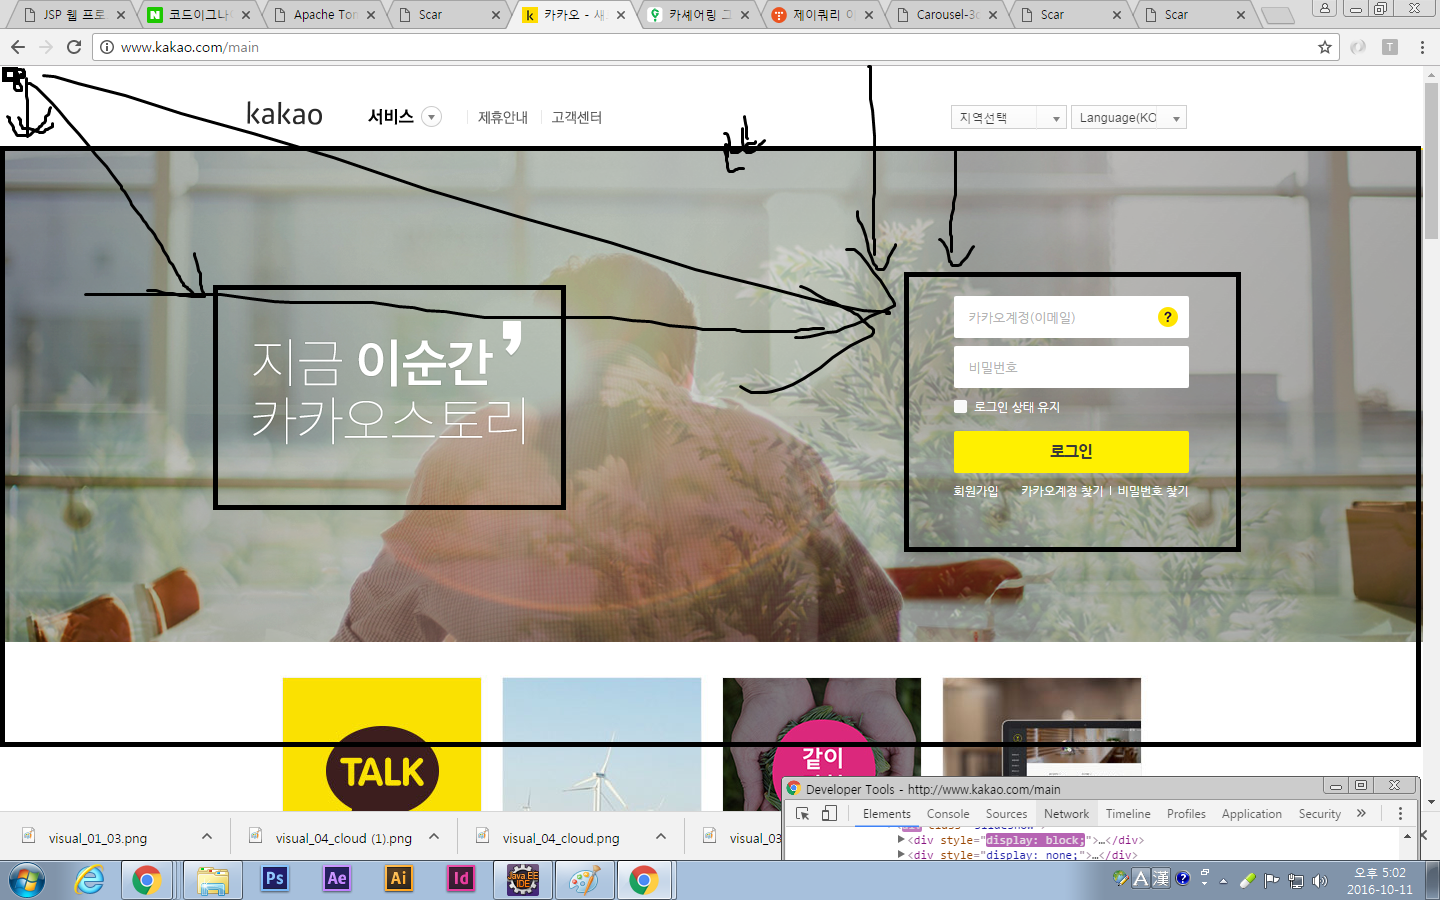 JSP 웹 프로
코드이그나
Apache Tom
Scar
카카오 - 새
카셰어링 그
제이쿼리 이
Carousel-3d
Scar
Scar
www.kakao.com/main
T
kakao
서비스
제휴안내
고객센터
지역선택
Language(KO
지금 이순간’
카카오스토리
카카오계정(이메일)
?
비밀번호
로그인 상태 유지
로그인
회원가입
카카오계정 찾기 | 비밀번호 찾기
TALK
같이
Developer Tools - http://www.kakao.com/main
Elements Console Sources Network Timeline Profiles Application Security »
<div style="display: block;">…</div>
<div style="display: none;">…</div>
visual_01_03.png
visual_04_cloud (1).png
visual_04_cloud.png
visual_03
Ps
Ae
Ai
Id
Java EE
IDE
A 漢
오후 5:02
2016-10-11